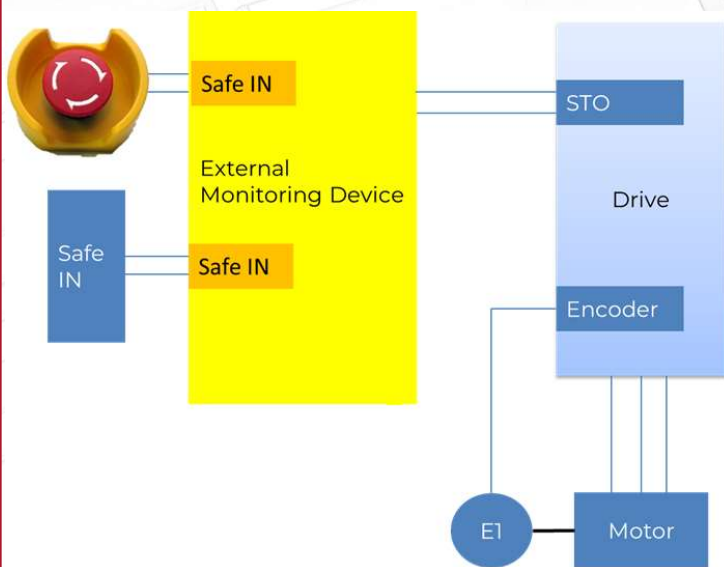 Safe IN
STO
External
Monitoring Device
Drive
Safe
IN
Safe IN
Encoder
E1
Motor